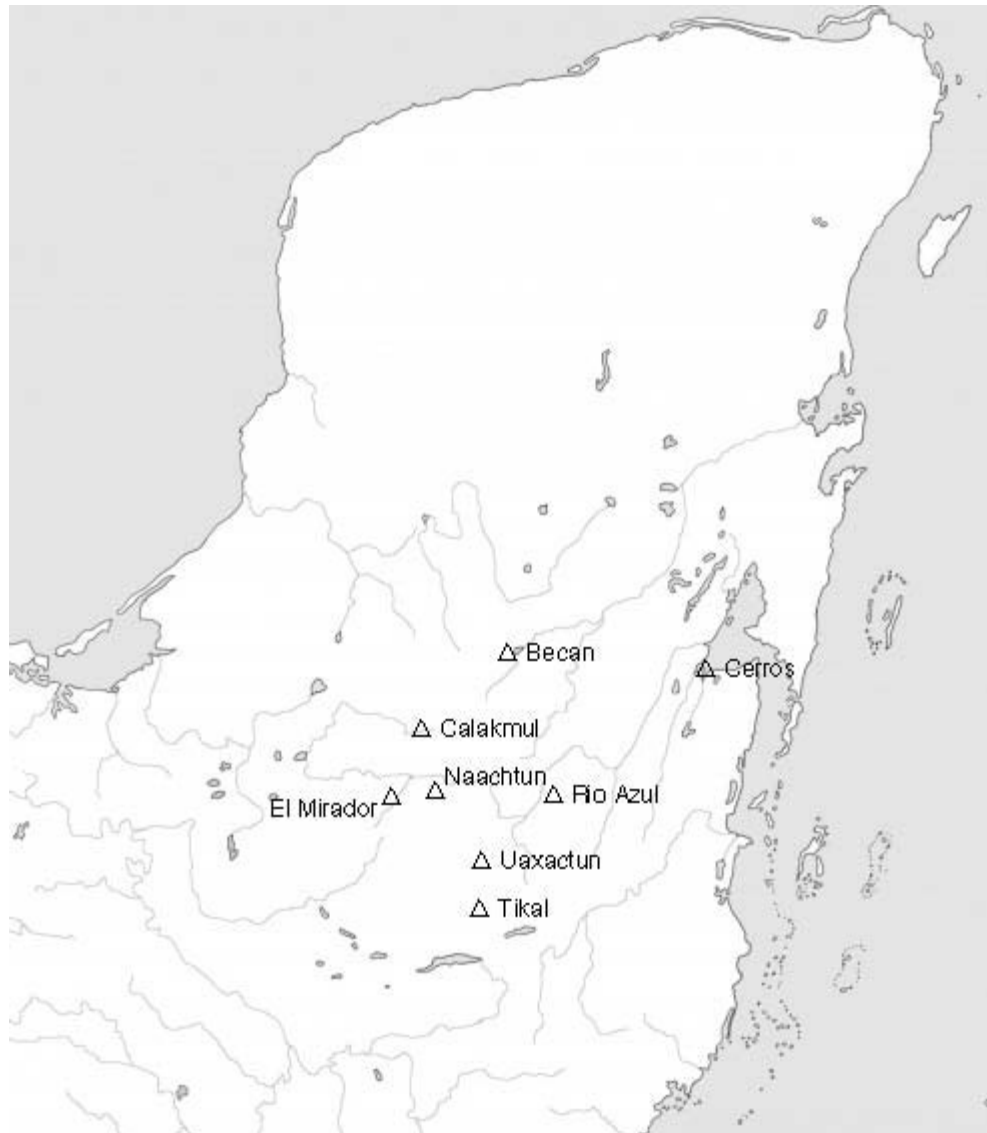 Becan
Cerros
Calakmul
Naachtun
El Mirador
Rio Azul
Uaxactun
Tikal